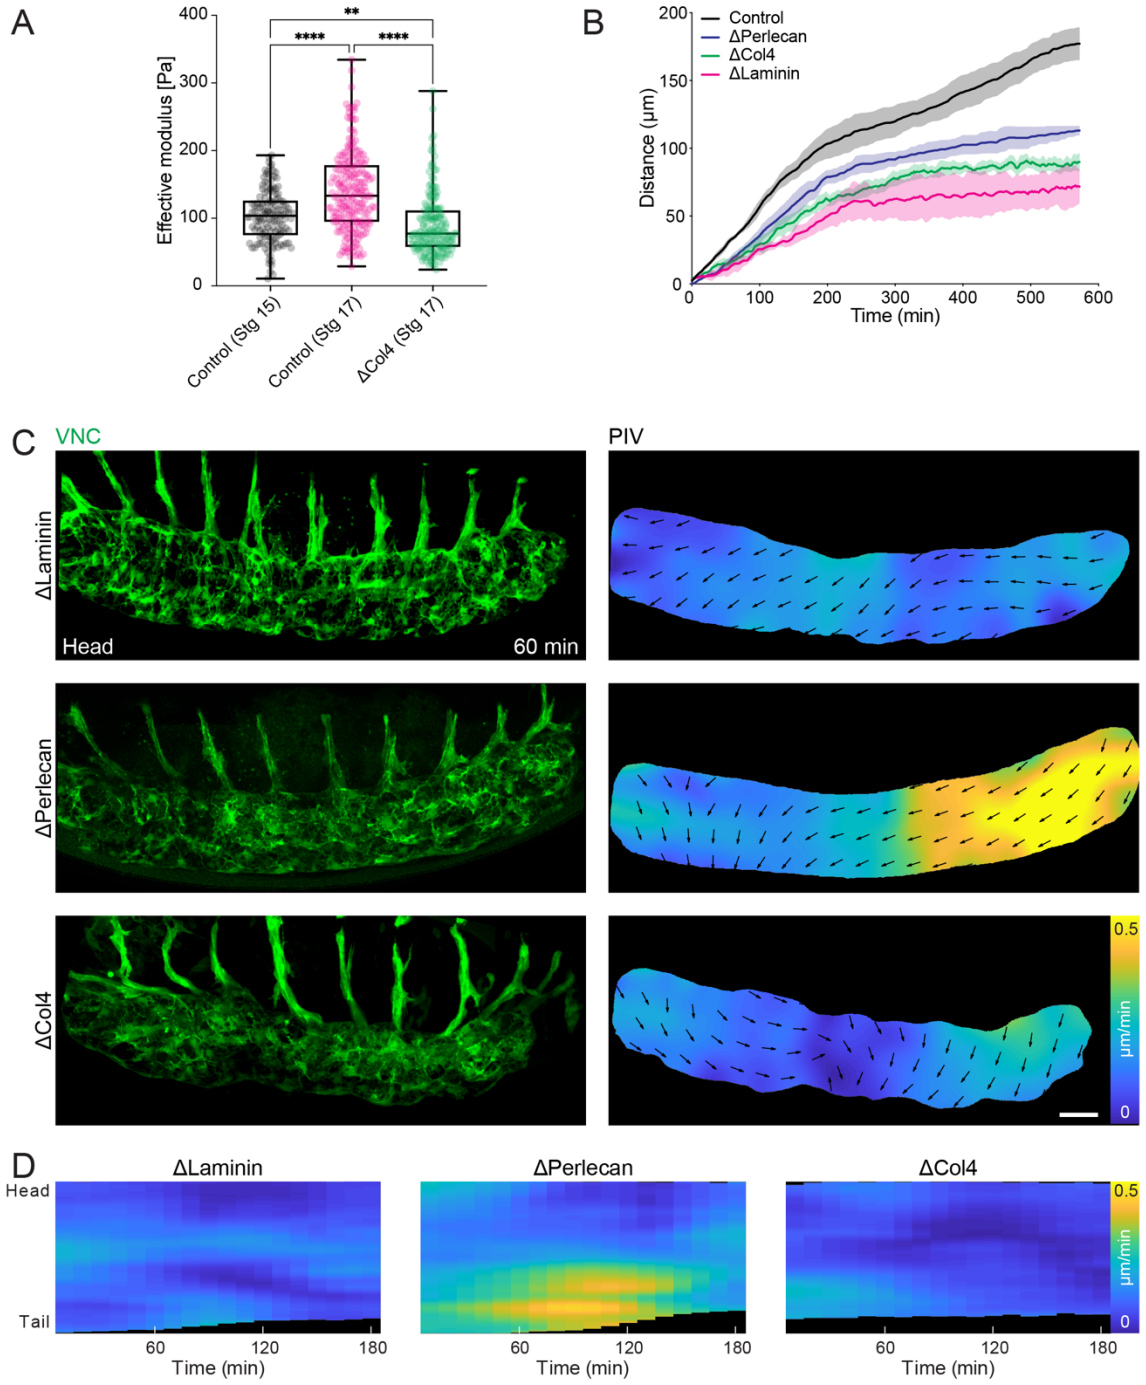 A
Effective modulus [Pa]
400
300
200
100
0
**
****
****
Control (Stg 15)
Control (Stg 17)
ΔCol4 (Stg 17)
B
Distance (μm)
200
150
100
50
0
Control
ΔPerlecan
ΔCol4
ΔLaminin
0
100
200
300
400
500
600
Time (min)
C
VNC
PIV
ΔLaminin
Head
60 min
ΔPerlecan
ΔCol4
0.5
μm/min
0
D
ΔLaminin
ΔPerlecan
ΔCol4
Head
Tail
0.5
μm/min
0
60
120
180
60
120
180
60
120
180
Time (min)
Time (min)
Time (min)